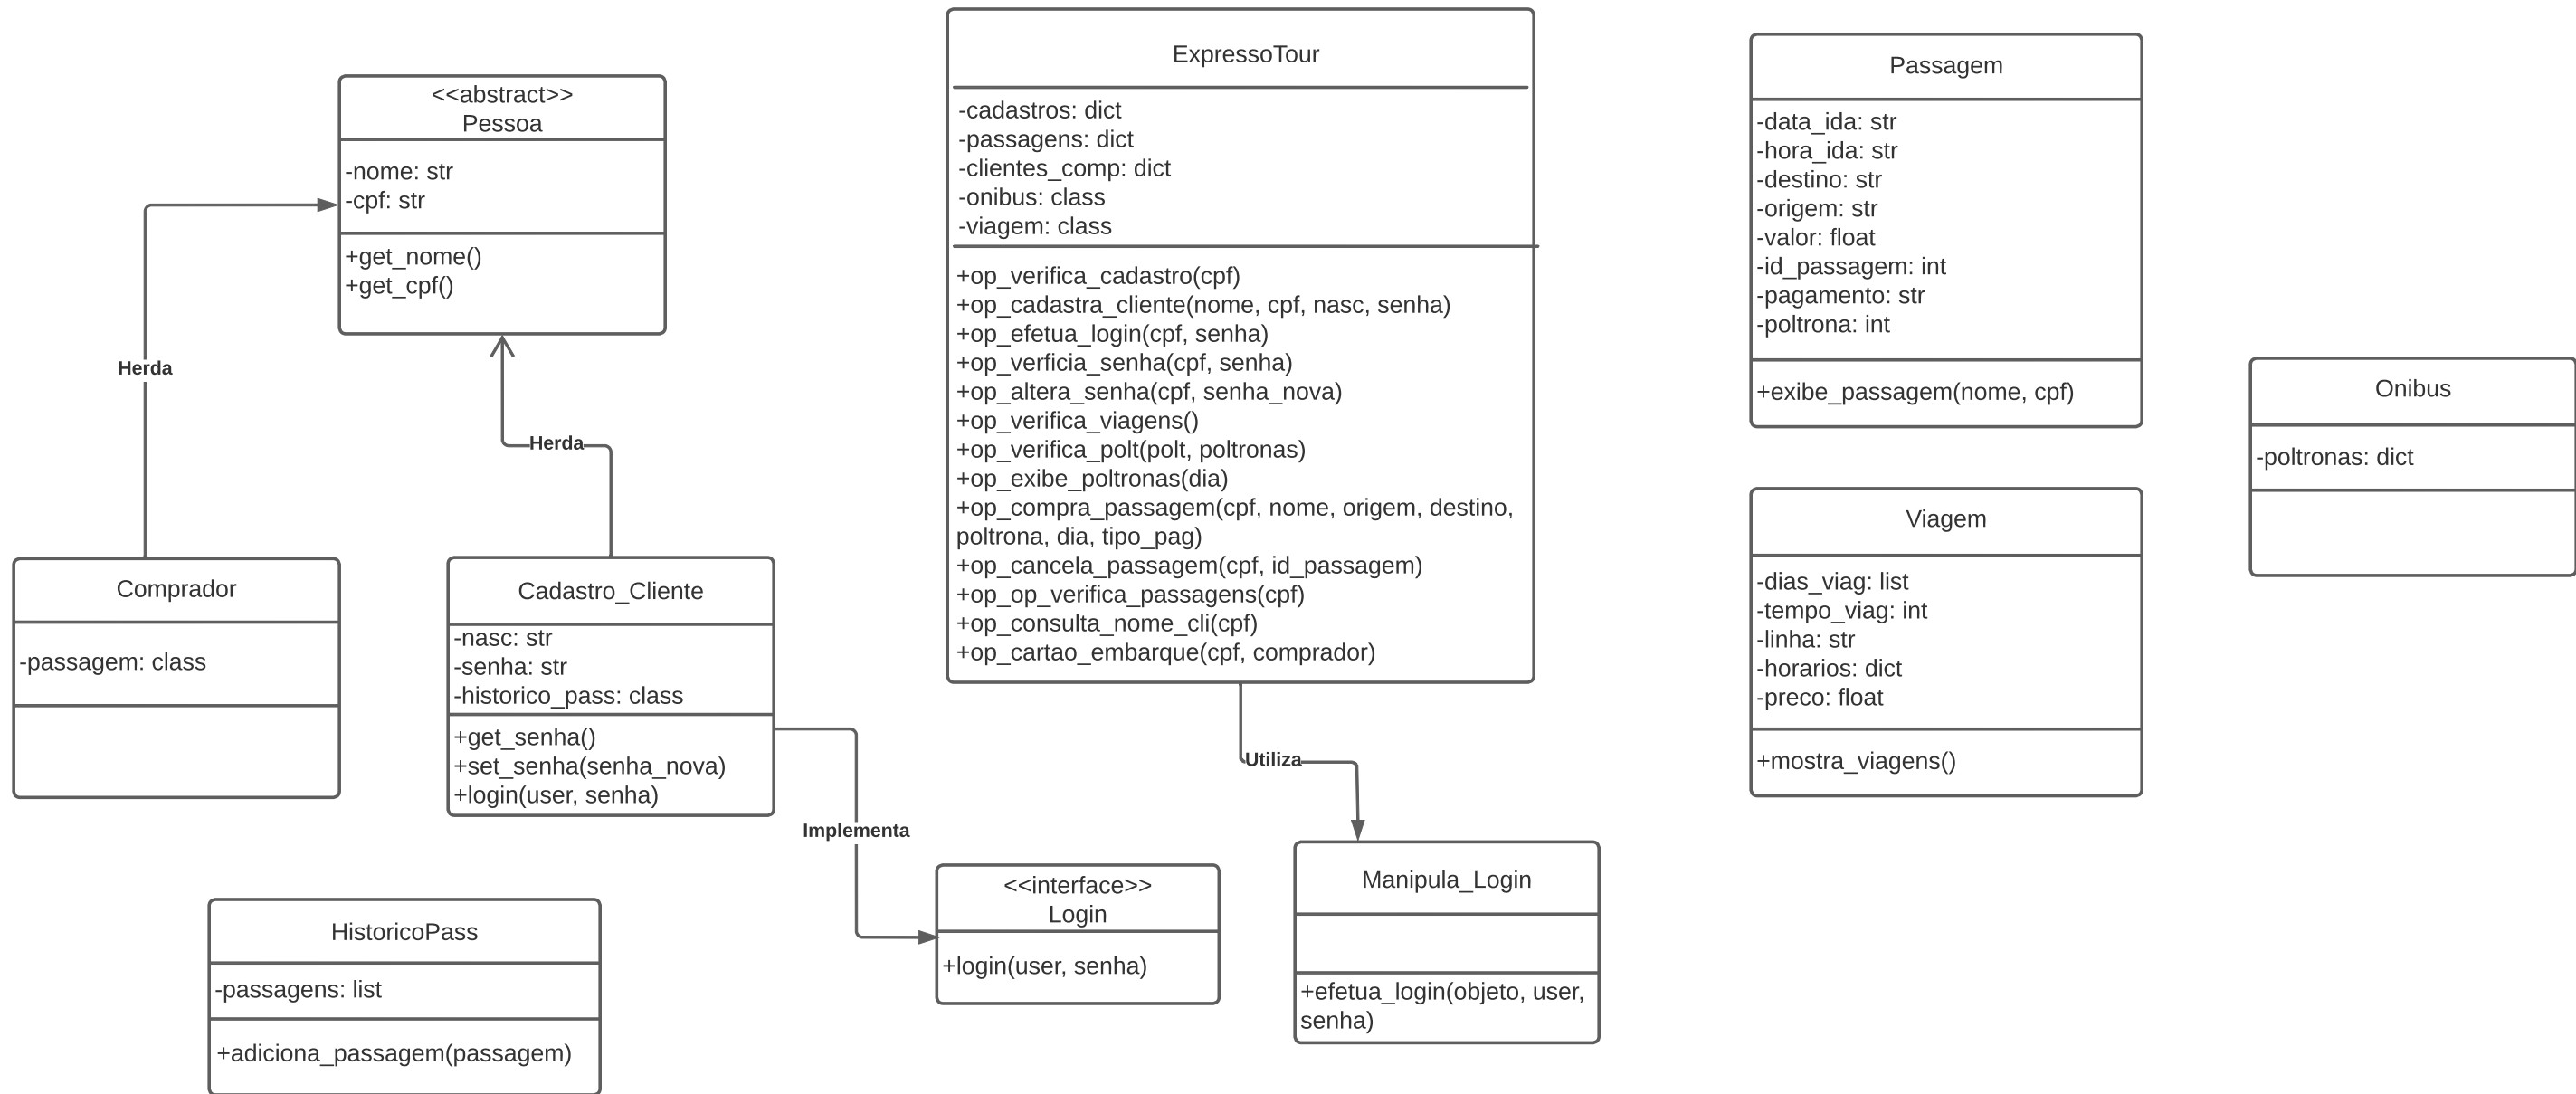 <<abstract>>
Pessoa
-nome: str
-cpf: str
+get_nome()
+get_cpf()
Herda
Herda
Comprador
-passagem: class
Cadastro_Cliente
-nasc: str
-senha: str
-historico_pass: class
+get_senha()
+set_senha(senha_nova)
+login(user, senha)
Implementa
HistoricoPass
-passagens: list
+adiciona_passagem(passagem)
<<interface>>
Login
+login(user, senha)
ExpressoTour
-cadastros: dict
-passagens: dict
-clientes_comp: dict
-onibus: class
-viagem: class
+op_verifica_cadastro(cpf)
+op_cadastra_cliente(nome, cpf, nasc, senha)
+op_efetua_login(cpf, senha)
+op_verficia_senha(cpf, senha)
+op_altera_senha(cpf, senha_nova)
+op_verifica_viagens()
+op_verifica_polt(polt, poltronas)
+op_exibe_poltronas(dia)
+op_compra_passagem(cpf, nome, origem, destino,
poltrona, dia, tipo_pag)
+op_cancela_passagem(cpf, id_passagem)
+op_op_verifica_passagens(cpf)
+op_consulta_nome_cli(cpf)
+op_cartao_embarque(cpf, comprador)
Utiliza
Manipula_Login
+efetua_login(objeto, user,
senha)
Passagem
-data_ida: str
-hora_ida: str
-destino: str
-origem: str
-valor: float
-id_passagem: int
-pagamento: str
-poltrona: int
+exibe_passagem(nome, cpf)
Viagem
-dias_viag: list
-tempo_viag: int
-linha: str
-horarios: dict
-preco: float
+mostra_viagens()
Onibus
-poltronas: dict